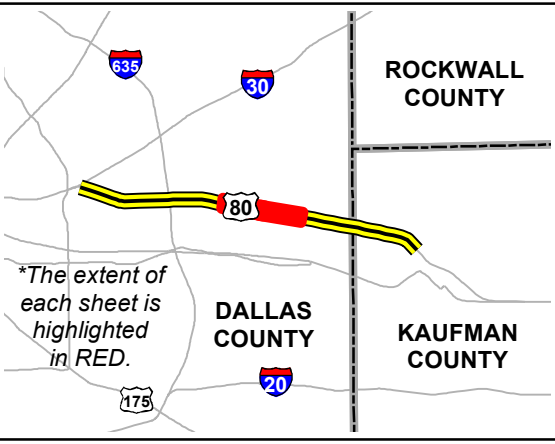 635
30
ROCKWALL
COUNTY
80
*The extent of
each sheet is
highlighted
in RED.
DALLAS
COUNTY
KAUFMAN
COUNTY
20
175